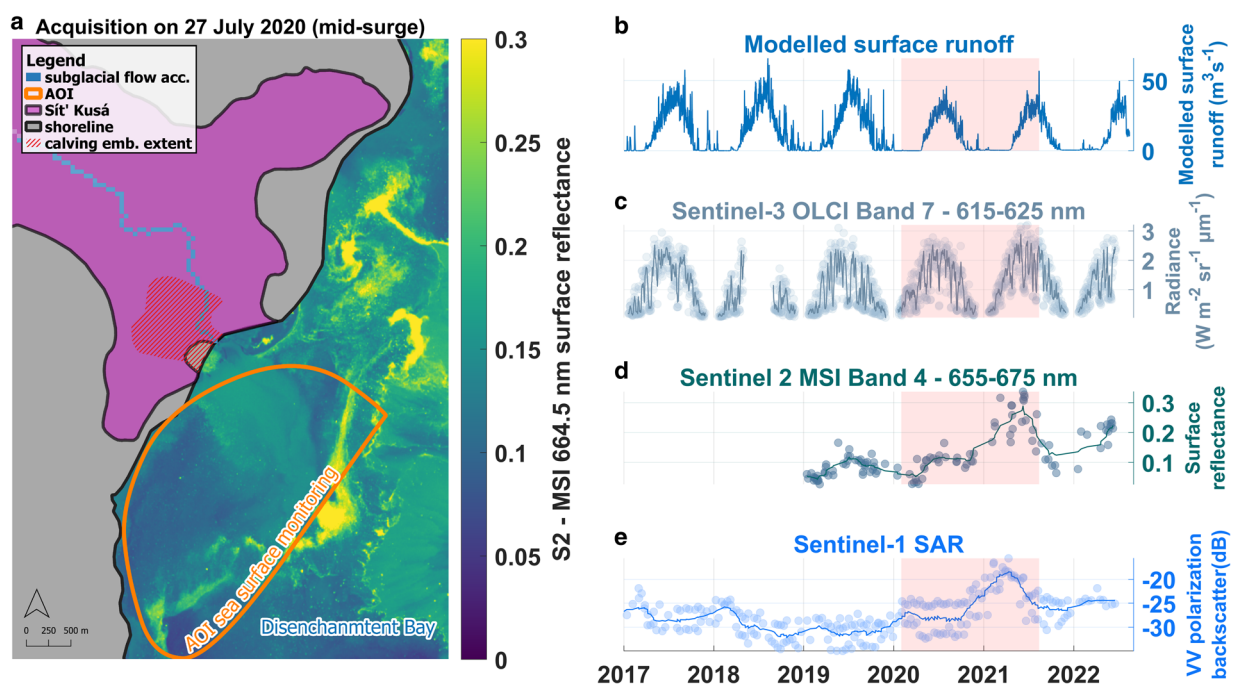 a Acquisition on 27 July 2020 (mid-surge)
Legend
subglacial flow acc.
AOI
Sít' Kusá
shoreline
calving emb. extent
AOI sea surface monitoring
Disenchanmtent Bay
0 250 500 m
0.3
0.25
0.2
0.15
0.1
0.05
0
S2 - MSI 664.5 nm surface reflectance
b
Modelled surface runoff
50
0
Modelled surface
runoff (m³s⁻¹)
c
Sentinel-3 OLCI Band 7 - 615-625 nm
3
2
1
Radiance
(W m⁻² sr⁻¹ μm⁻¹)
d
Sentinel 2 MSI Band 4 - 655-675 nm
0.3
0.2
0.1
Surface
reflectance
e
Sentinel-1 SAR
-20
-25
-30
VV polarization
backscatter(dB)
2017 2018 2019 2020 2021 2022